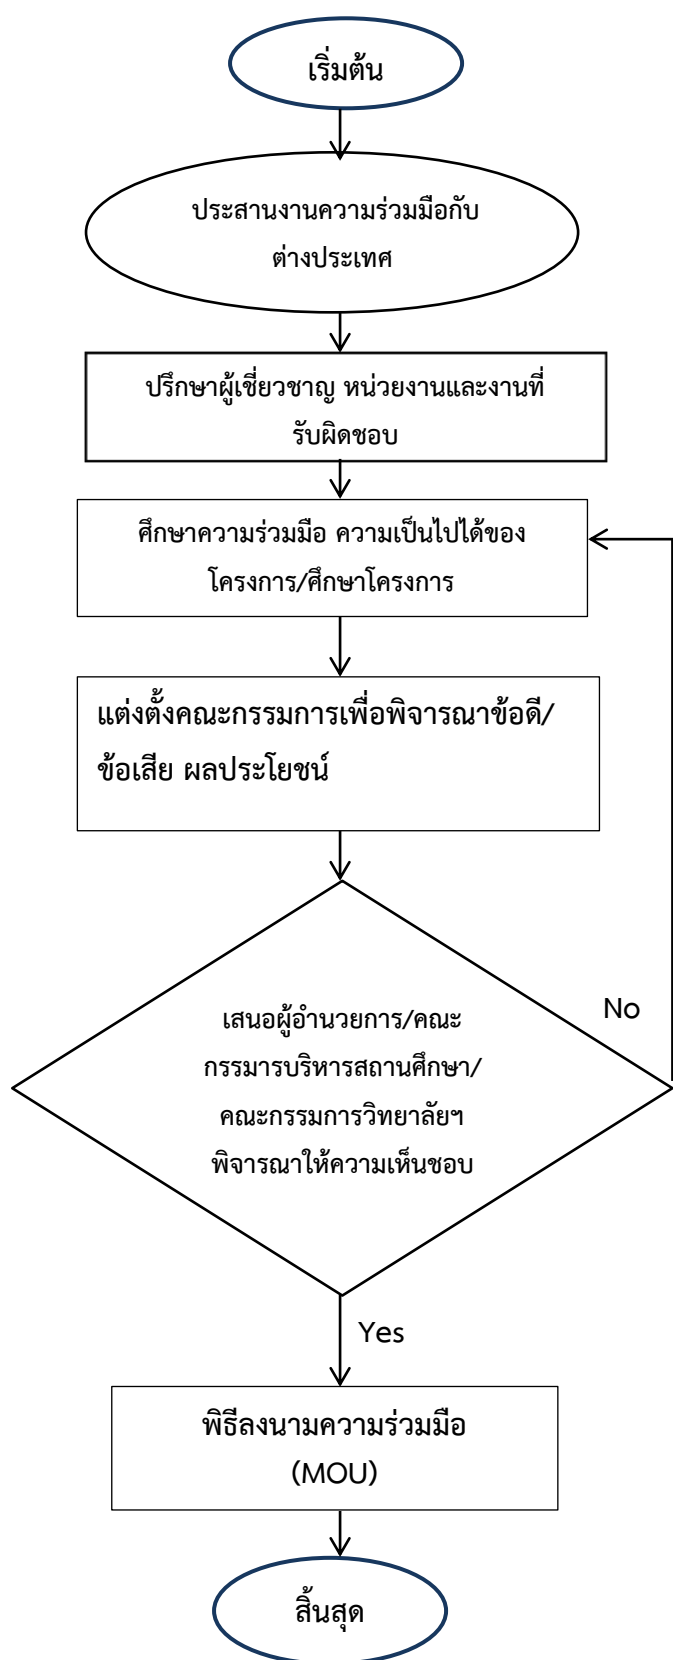 เริ่มต้น
ประสานงานความร่วมมือกับ
ต่างประเทศ
ปรึกษาผู้เชี่ยวชาญ หน่วยงานและงานที่
รับผิดชอบ
ศึกษาความร่วมมือ ความเป็นไปได้ของ
โครงการ/ศึกษาโครงการ
แต่งตั้งคณะกรรมการเพื่อพิจารณาข้อดี/
ข้อเสีย ผลประโยชน์
เสนอผู้อำนวยการ/คณะ
กรรมารบริหารสถานศึกษา/
คณะกรรมการวิทยาลัยฯ
พิจารณาให้ความเห็นชอบ
No
Yes
พิธีลงนามความร่วมมือ
(MOU)
สิ้นสุด